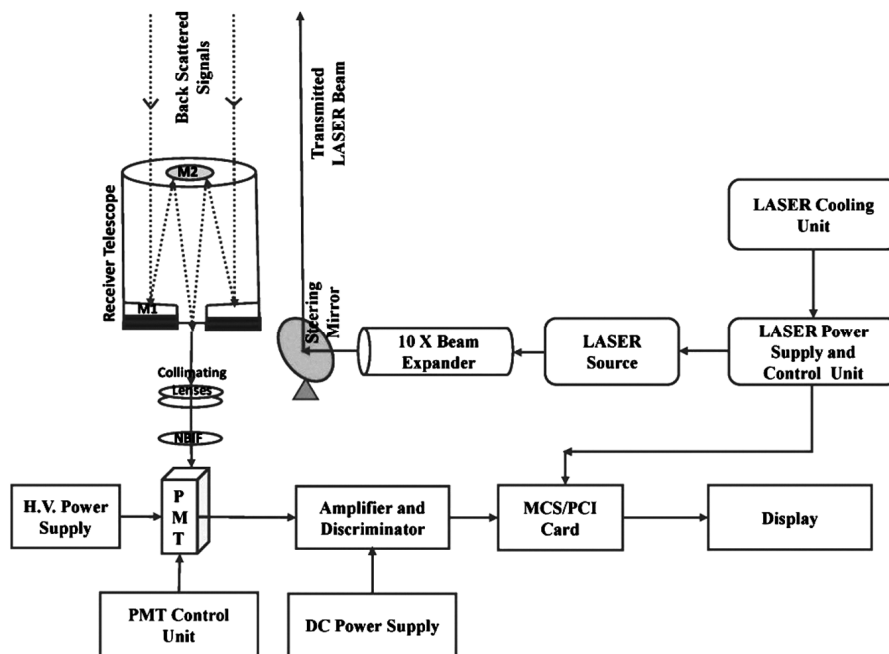 Back Scattered
Signals
Transmitted
LASER Beam
M2
Receiver Telescope
M1
LASER Cooling
Unit
Steering
Mirror
10 X Beam
Expander
LASER
Source
LASER Power
Supply and
Control Unit
Collimating
Lenses
NBIF
H.V. Power
Supply
P
M
T
Amplifier and
Discriminator
MCS/PCI
Card
Display
PMT Control
Unit
DC Power Supply